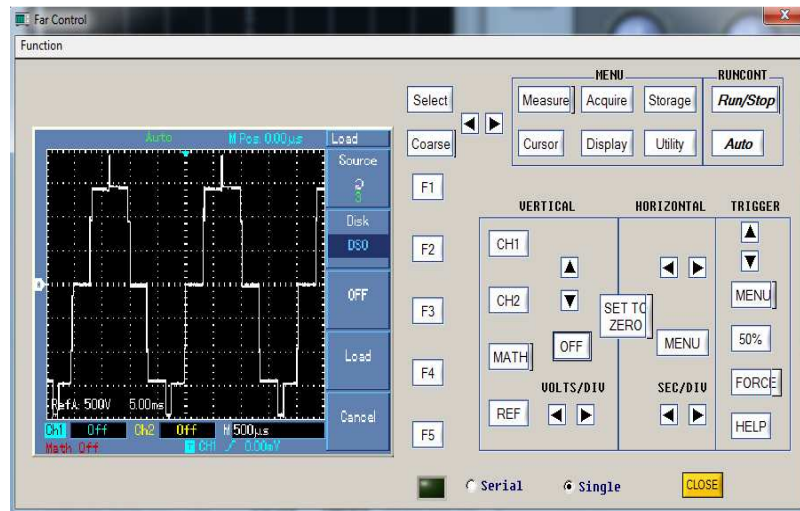 Far Control
Function
Auto M Pos: 0.00µs Load
Source
3
Disk
DSO
OFF
Load
Cancel
RefA: 500V 5.00ms
Ch1 Off Ch2 Off M 500µs
Math Off CH1 0.00mV
Select
Coarse
F1
F2
F3
F4
F5
MENU
Measure Acquire Storage
Cursor Display Utility
RUNCONT
Run/Stop
Auto
VERTICAL
CH1
CH2
MATH
REF
OFF
VOLTS/DIV
SET TO
ZERO
HORIZONTAL
MENU
SEC/DIV
TRIGGER
MENU
50%
FORCE
HELP
Serial Single
CLOSE